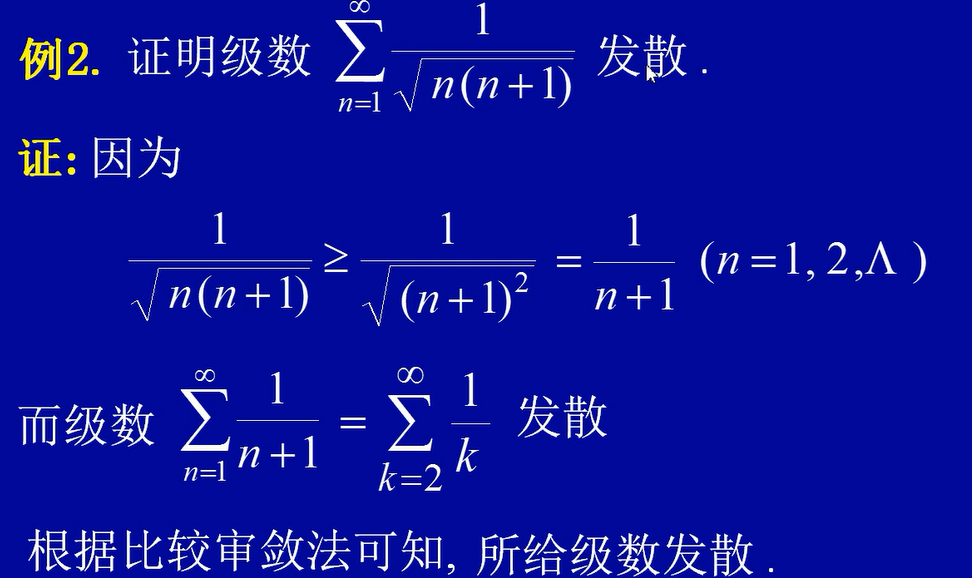 例2. 证明级数 $\sum_{n=1}^{\infty} \frac{1}{\sqrt{n(n+1)}}$ 发散 .
证: 因为
$\frac{1}{\sqrt{n(n+1)}} \geq \frac{1}{\sqrt{(n+1)^2}} = \frac{1}{n+1}$ (n = 1, 2, Λ )
而级数 $\sum_{n=1}^{\infty} \frac{1}{n+1} = \sum_{k=2}^{\infty} \frac{1}{k}$ 发散
根据比较审敛法可知, 所给级数发散 .